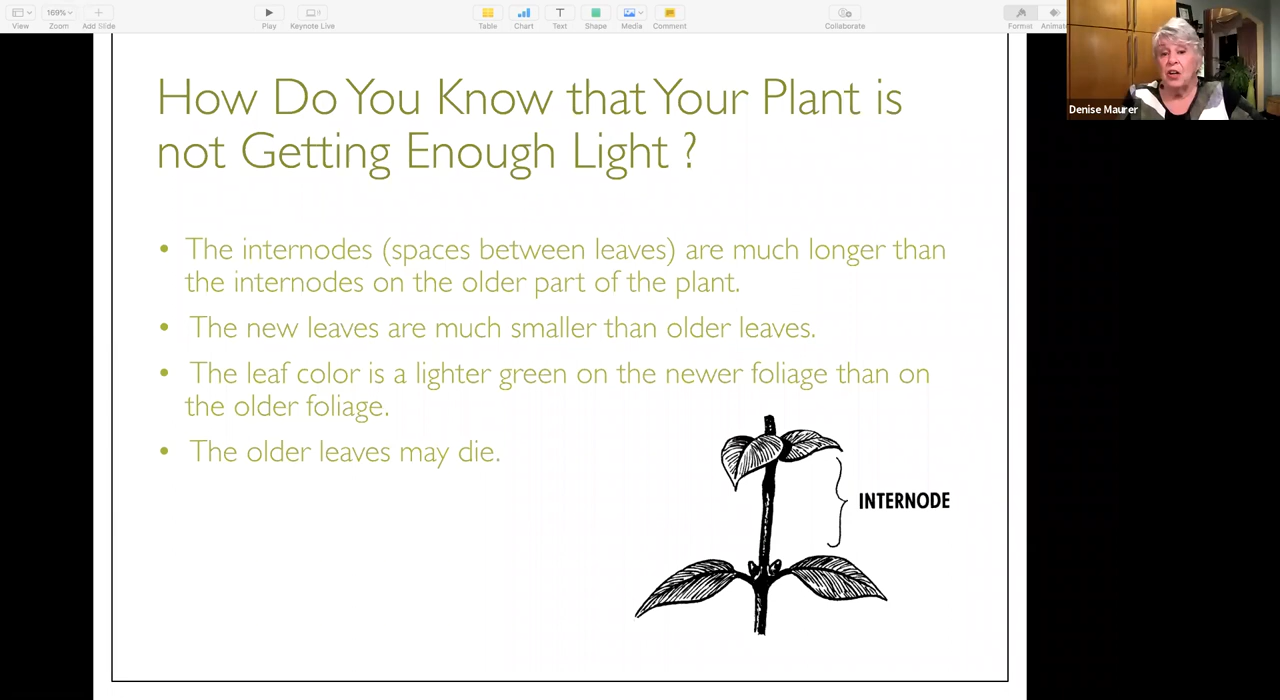 169%
View
Zoom
Add Slide
Play
Keynote Live
Table
Chart
Text
Shape
Media
Comment
Collaborate
Format
Animat
Denise Maurer
How Do You Know that Your Plant is
not Getting Enough Light ?
• The internodes (spaces between leaves) are much longer than
the internodes on the older part of the plant.
• The new leaves are much smaller than older leaves.
• The leaf color is a lighter green on the newer foliage than on
the older foliage.
• The older leaves may die.
INTERNODE